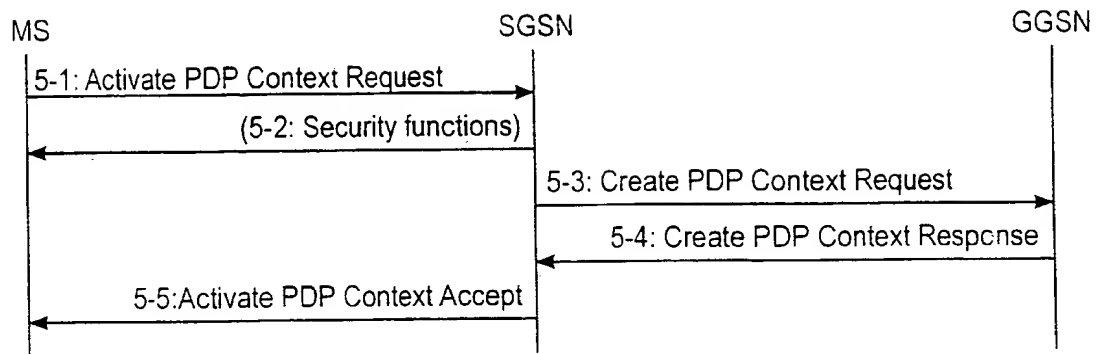 MS SGSN GGSN
5-1: Activate PDP Context Request
(5-2: Security functions)
5-3: Create PDP Context Request
5-4: Create PDP Context Response
5-5:Activate PDP Context Accept